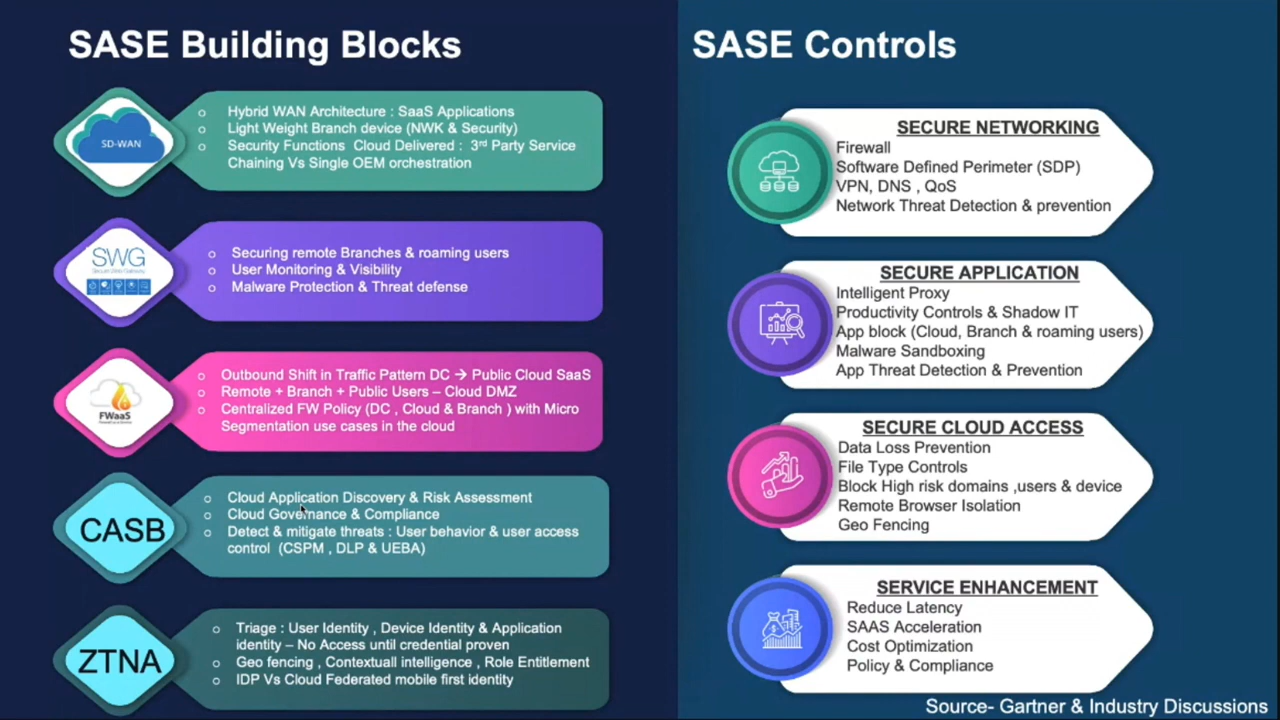 SASE Building Blocks
SD-WAN
Hybrid WAN Architecture : SaaS Applications
Light Weight Branch device (NWK & Security)
Security Functions Cloud Delivered : 3rd Party Service
Chaining Vs Single OEM orchestration
SWG
Secure Web Gateway
Securing remote Branches & roaming users
User Monitoring & Visibility
Malware Protection & Threat defense
FWaaS
Outbound Shift in Traffic Pattern DC → Public Cloud SaaS
Remote + Branch + Public Users – Cloud DMZ
Centralized FW Policy (DC , Cloud & Branch ) with Micro
Segmentation use cases in the cloud
CASB
Cloud Application Discovery & Risk Assessment
Cloud Governance & Compliance
Detect & mitigate threats : User behavior & user access
control (CSPM , DLP & UEBA)
ZTNA
Triage : User Identity , Device Identity & Application
identity – No Access until credential proven
Geo fencing , Contextuall intelligence , Role Entitlement
IDP Vs Cloud Federated mobile first identity
SASE Controls
SECURE NETWORKING
Firewall
Software Defined Perimeter (SDP)
VPN, DNS , QoS
Network Threat Detection & prevention
SECURE APPLICATION
Intelligent Proxy
Productivity Controls & Shadow IT
App block (Cloud, Branch & roaming users)
Malware Sandboxing
App Threat Detection & Prevention
SECURE CLOUD ACCESS
Data Loss Prevention
File Type Controls
Block High risk domains ,users & device
Remote Browser Isolation
Geo Fencing
SERVICE ENHANCEMENT
Reduce Latency
SAAS Acceleration
Cost Optimization
Policy & Compliance
Source- Gartner & Industry Discussions